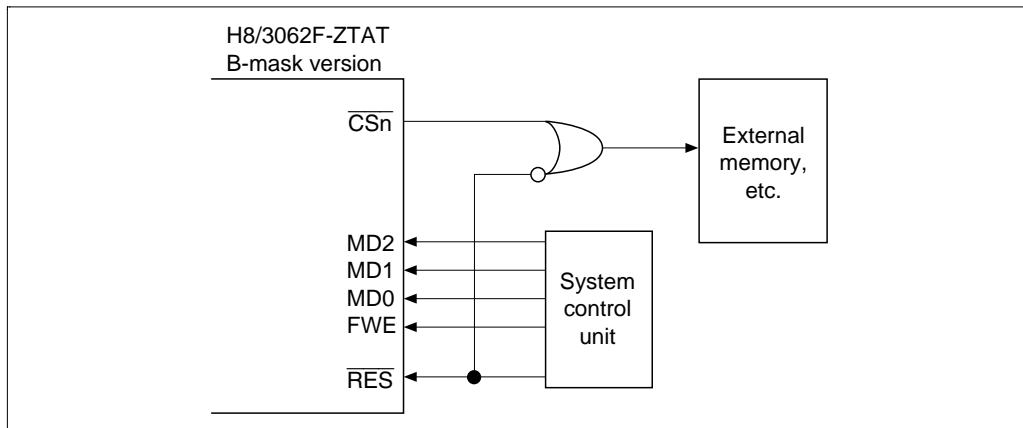 H8/3062F-ZTAT
B-mask version
CSn
External
memory,
etc.
MD2
MD1
MD0
FWE
RES
System
control
unit